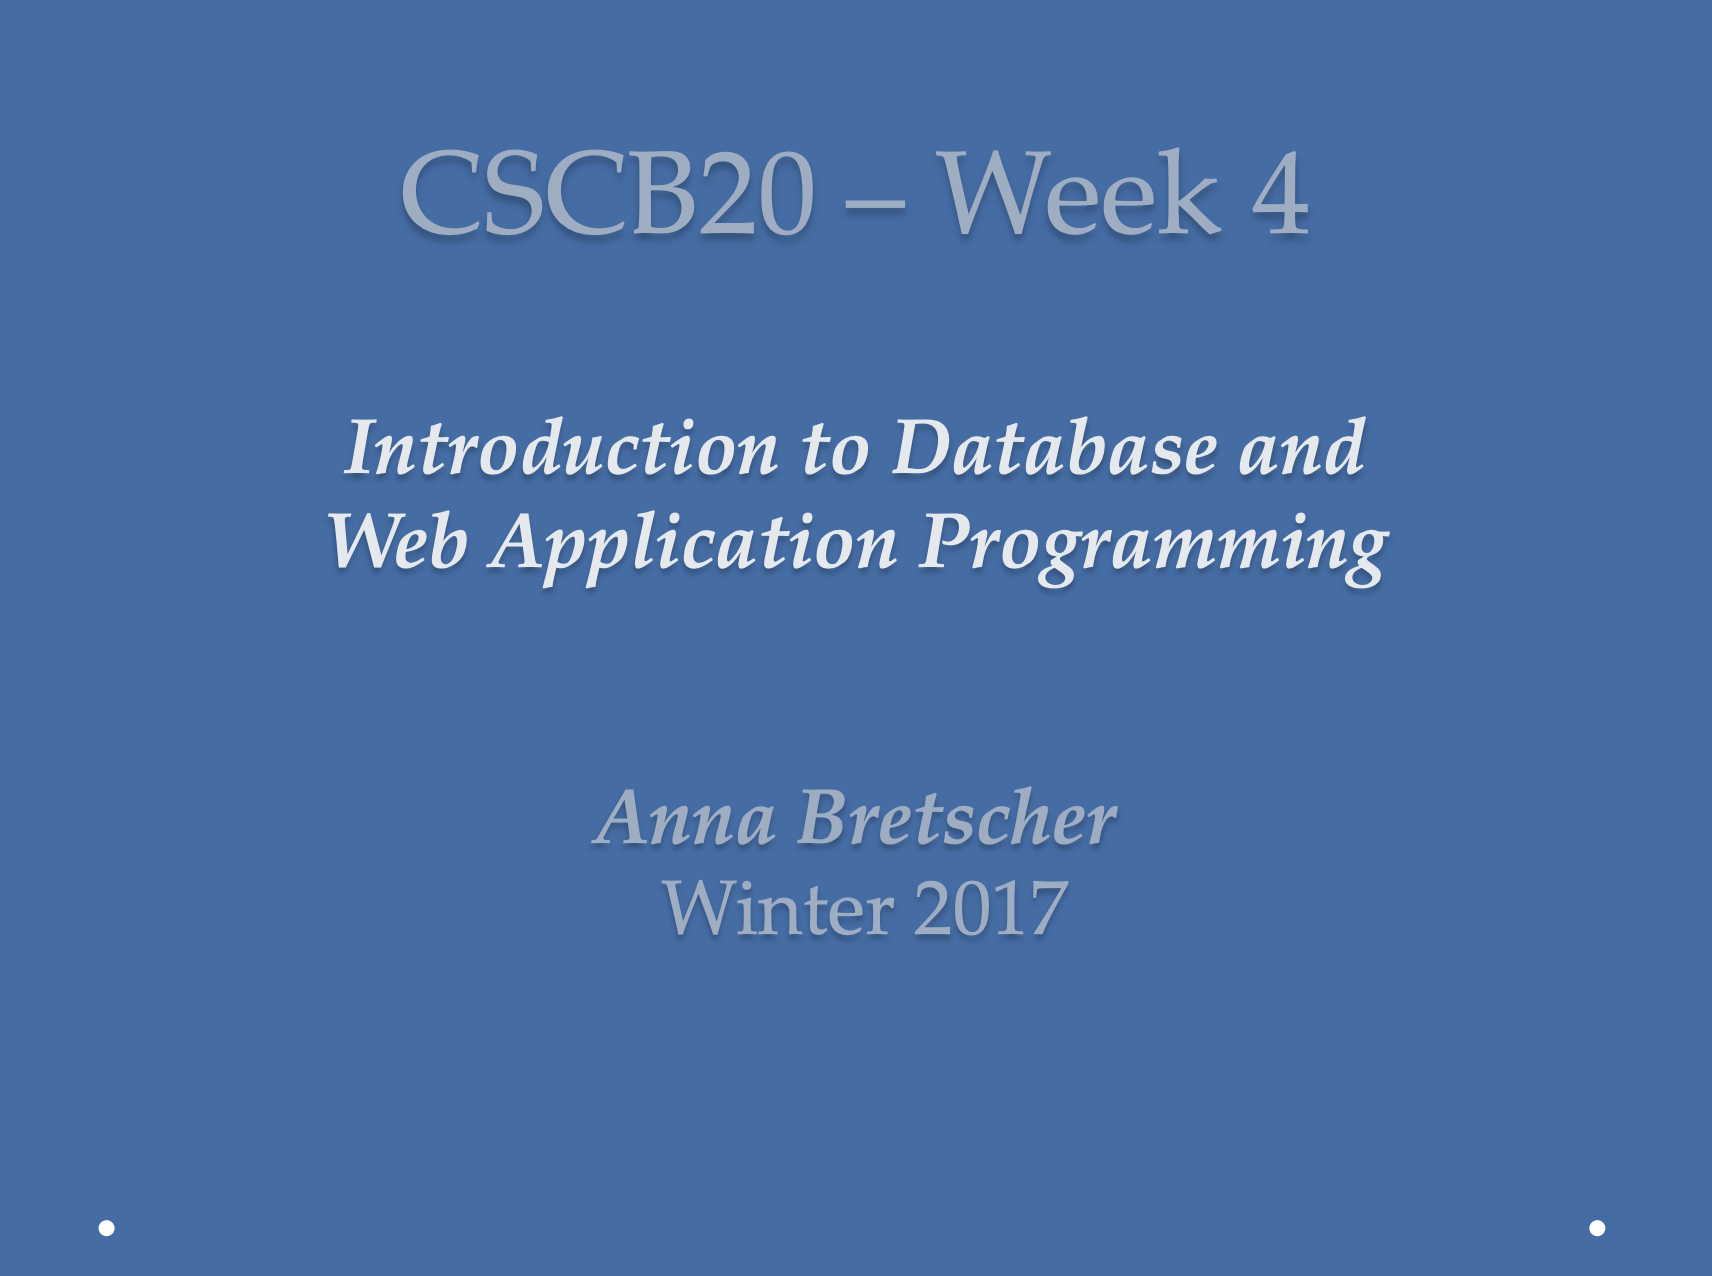 CSCB20 – Week 4
Introduction to Database and
Web Application Programming
Anna Bretscher
Winter 2017